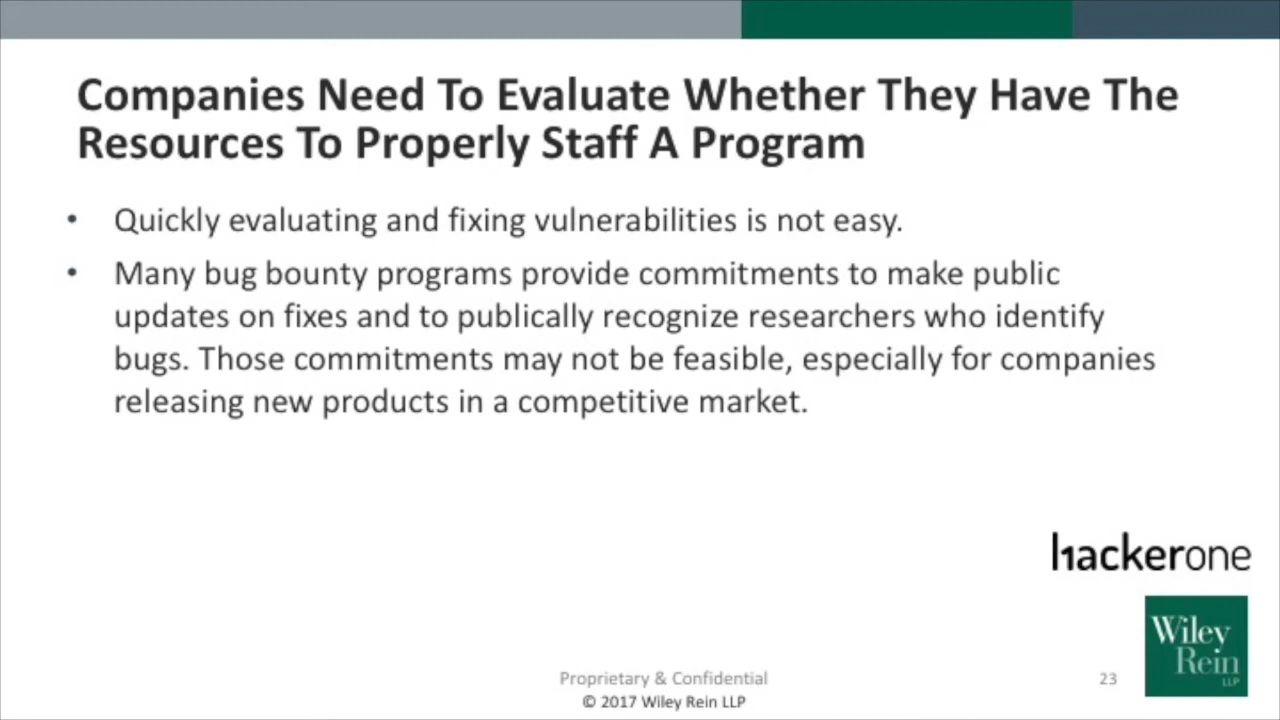 Companies Need To Evaluate Whether They Have The
Resources To Properly Staff A Program
• Quickly evaluating and fixing vulnerabilities is not easy.
• Many bug bounty programs provide commitments to make public
updates on fixes and to publically recognize researchers who identify
bugs. Those commitments may not be feasible, especially for companies
releasing new products in a competitive market.
hackerone
Wiley
Rein
LLP
Proprietary & Confidential
23
© 2017 Wiley Rein LLP